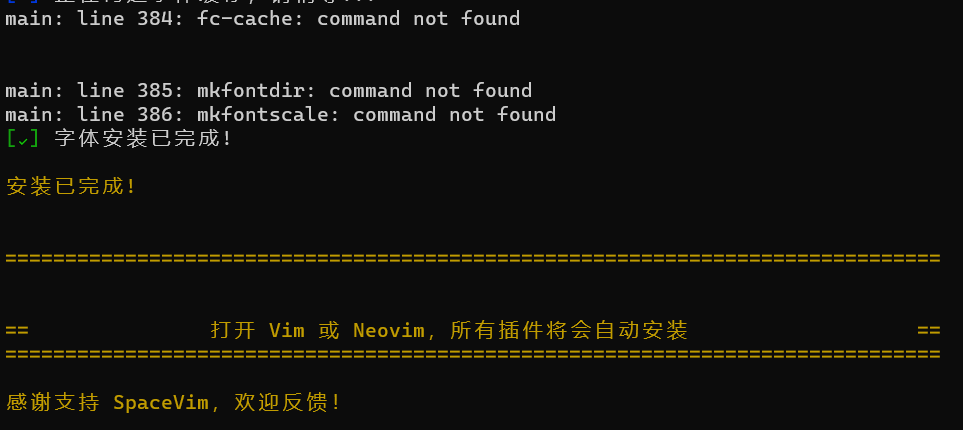 main: line 384: fc-cache: command not found
main: line 385: mkfontdir: command not found
main: line 386: mkfontscale: command not found
[✓] 字体安装已完成!
安装已完成!
==============================================================================
== 打开 Vim 或 Neovim，所有插件将会自动安装 ==
==============================================================================
感谢支持 SpaceVim，欢迎反馈!